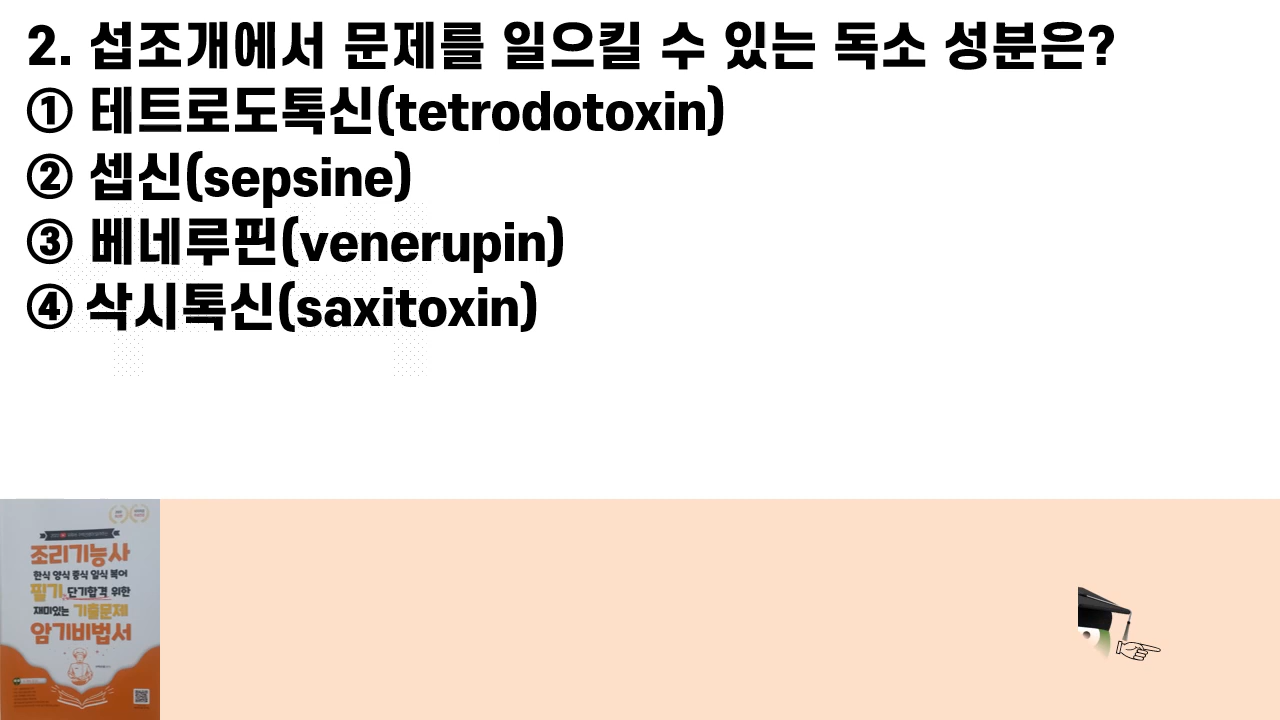 2. 섭조개에서 문제를 일으킬 수 있는 독소 성분은?
① 테트로도톡신(tetrodotoxin)
② 셉신(sepsine)
③ 베네루핀(venerupin)
④ 삭시톡신(saxitoxin)
조리기능사
한식 양식 중식 일식 복어
필기 단기합격 위한
재미있는 기출문제
암기비법서